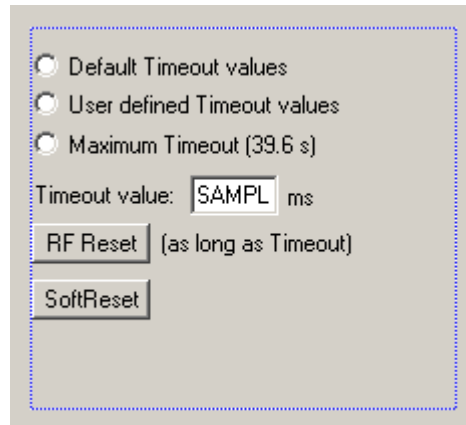 Default Timeout values
User defined Timeout values
Maximum Timeout (39.6 s)
Timeout value: SAMPL ms
RF Reset (as long as Timeout)
SoftReset